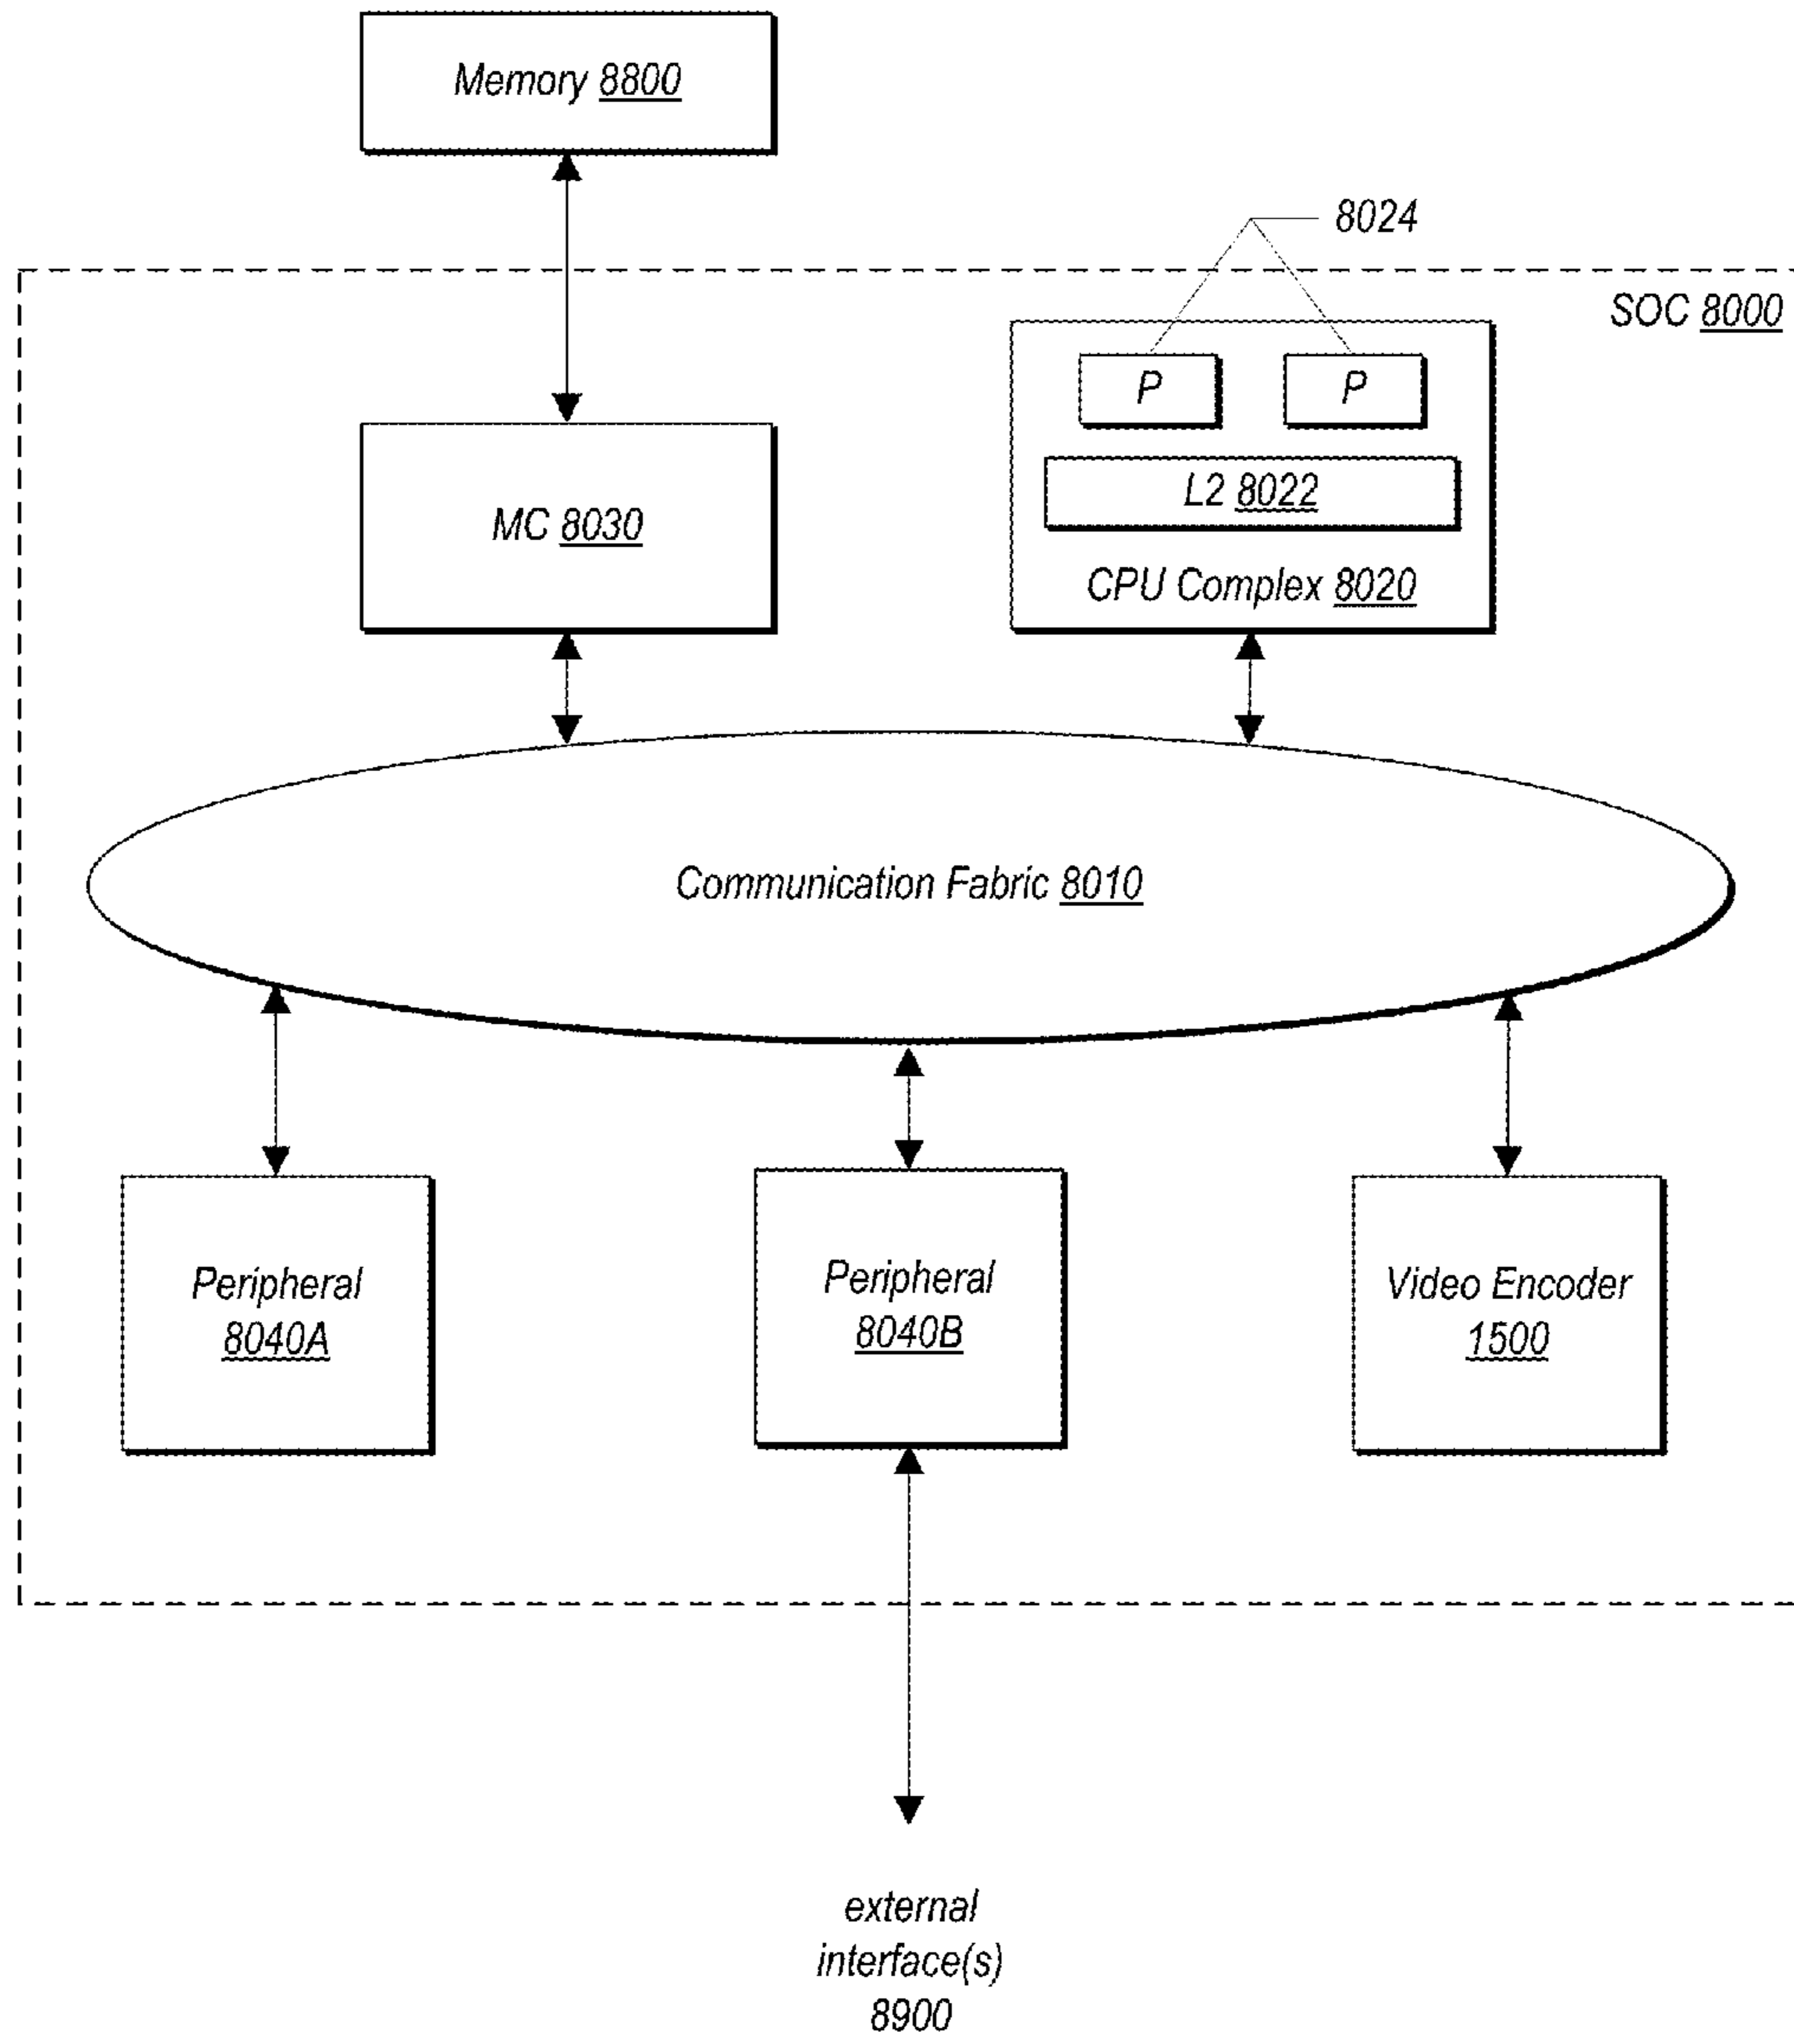 Memory 8800
8024
SOC 8000
P P
L2 8022
MC 8030
CPU Complex 8020
Communication Fabric 8010
Peripheral
8040A
Peripheral
8040B
Video Encoder
1500
external
interface(s)
8900